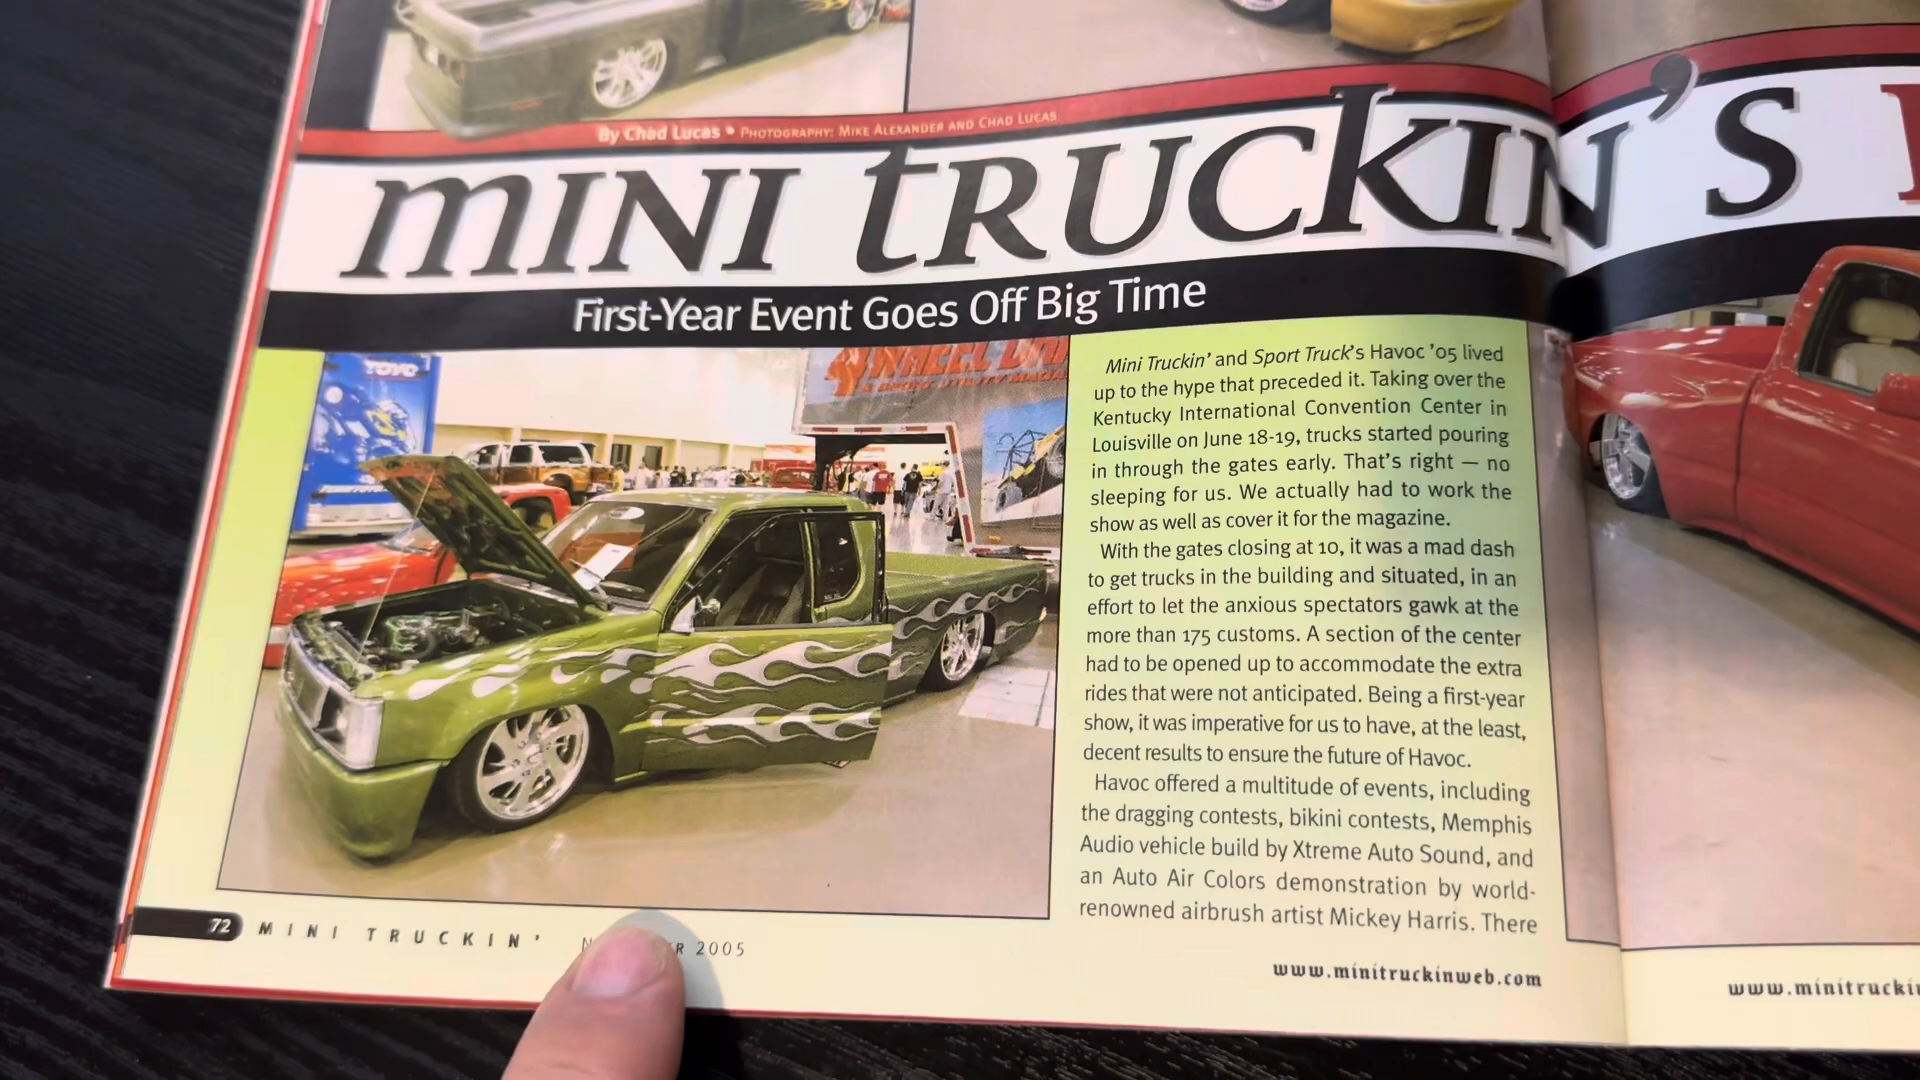 By Chad Lucas • Photography: Mike Alexander and Chad Lucas
mini truckin's
First-Year Event Goes Off Big Time
TOYO
4 WHEEL
Mini Truckin' and Sport Truck's Havoc '05 lived
up to the hype that preceded it. Taking over the
Kentucky International Convention Center in
Louisville on June 18-19, trucks started pouring
in through the gates early. That's right — no
sleeping for us. We actually had to work the
show as well as cover it for the magazine.
With the gates closing at 10, it was a mad dash
to get trucks in the building and situated, in an
effort to let the anxious spectators gawk at the
more than 175 customs. A section of the center
had to be opened up to accommodate the extra
rides that were not anticipated. Being a first-year
show, it was imperative for us to have, at the least,
decent results to ensure the future of Havoc.
Havoc offered a multitude of events, including
the dragging contests, bikini contests, Memphis
Audio vehicle build by Xtreme Auto Sound, and
an Auto Air Colors demonstration by world-
renowned airbrush artist Mickey Harris. There
72 MINI TRUCKIN' 2005
www.minitruckinweb.com
www.minitruckin